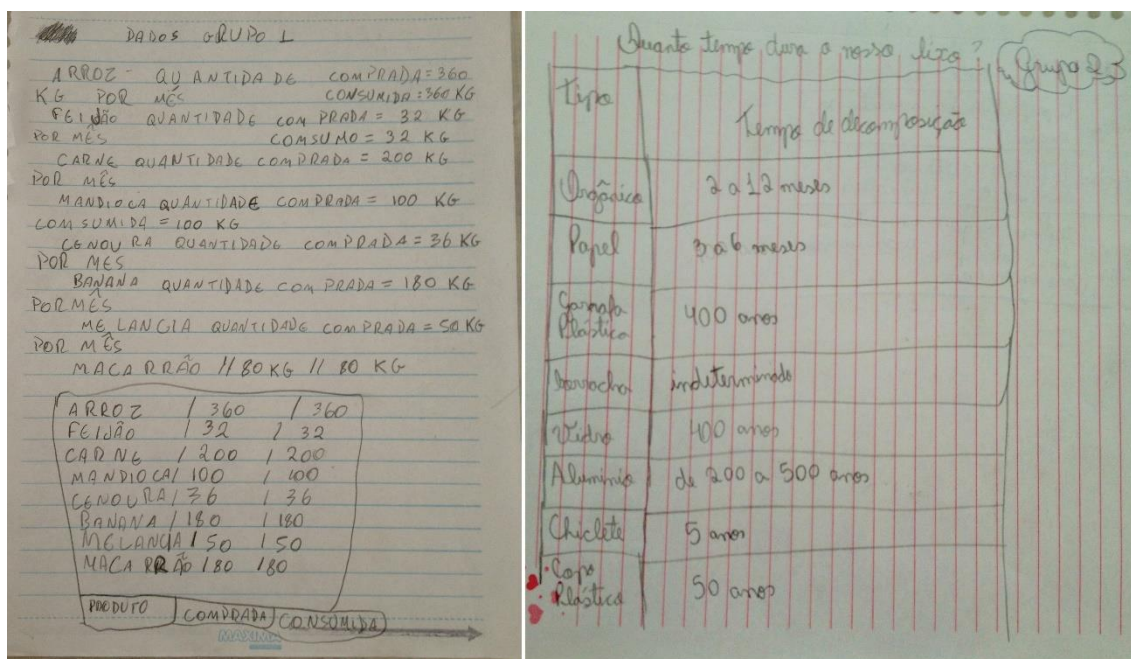 DADOS GRUPO 1
ARROZ - QUANTIDADE COMPRADA = 360
KG POR MÊS CONSUMIDA: 360 KG
FEIJÃO QUANTIDADE COMPRADA = 32 KG
POR MÊS COMSUMO = 32 KG
CARNE QUANTIDADE COMPRADA = 200 KG
POR MÊS
MANDIOCA QUANTIDADE COMPRADA = 100 KG
COMSUMIDA = 100 KG
CENOURA QUANTIDADE COMPRADA = 36 KG
POR MES
BANANA QUANTIDADE COMPRADA = 180 KG
POR MÊS
MELANCIA QUANTIDADE COMPRADA = 50 KG
POR MÊS
MACARRÃO // 80 KG // 80 KG
ARROZ / 360 / 360
FEIJÃO / 32 / 32
CARNE / 200 / 200
MANDIOCA / 100 / 100
CENOURA / 36 / 36
BANANA / 180 / 180
MELANCIA / 50 / 50
MACARRÃO / 80 / 80
PRODUTO COMPRADA CONSUMIDA
MAXIMA
Quanto tempo dura o nosso lixo? Grupo 2,3
Tipo Tempo de decomposição
Orgânico 2 a 12 meses
Papel 3 a 6 meses
Garrafa
Plástica 400 anos
borracha indeterminado
Vidro 400 anos
Aluminio de 200 a 500 anos
Chiclete 5 anos
Copo
Plástico 50 anos